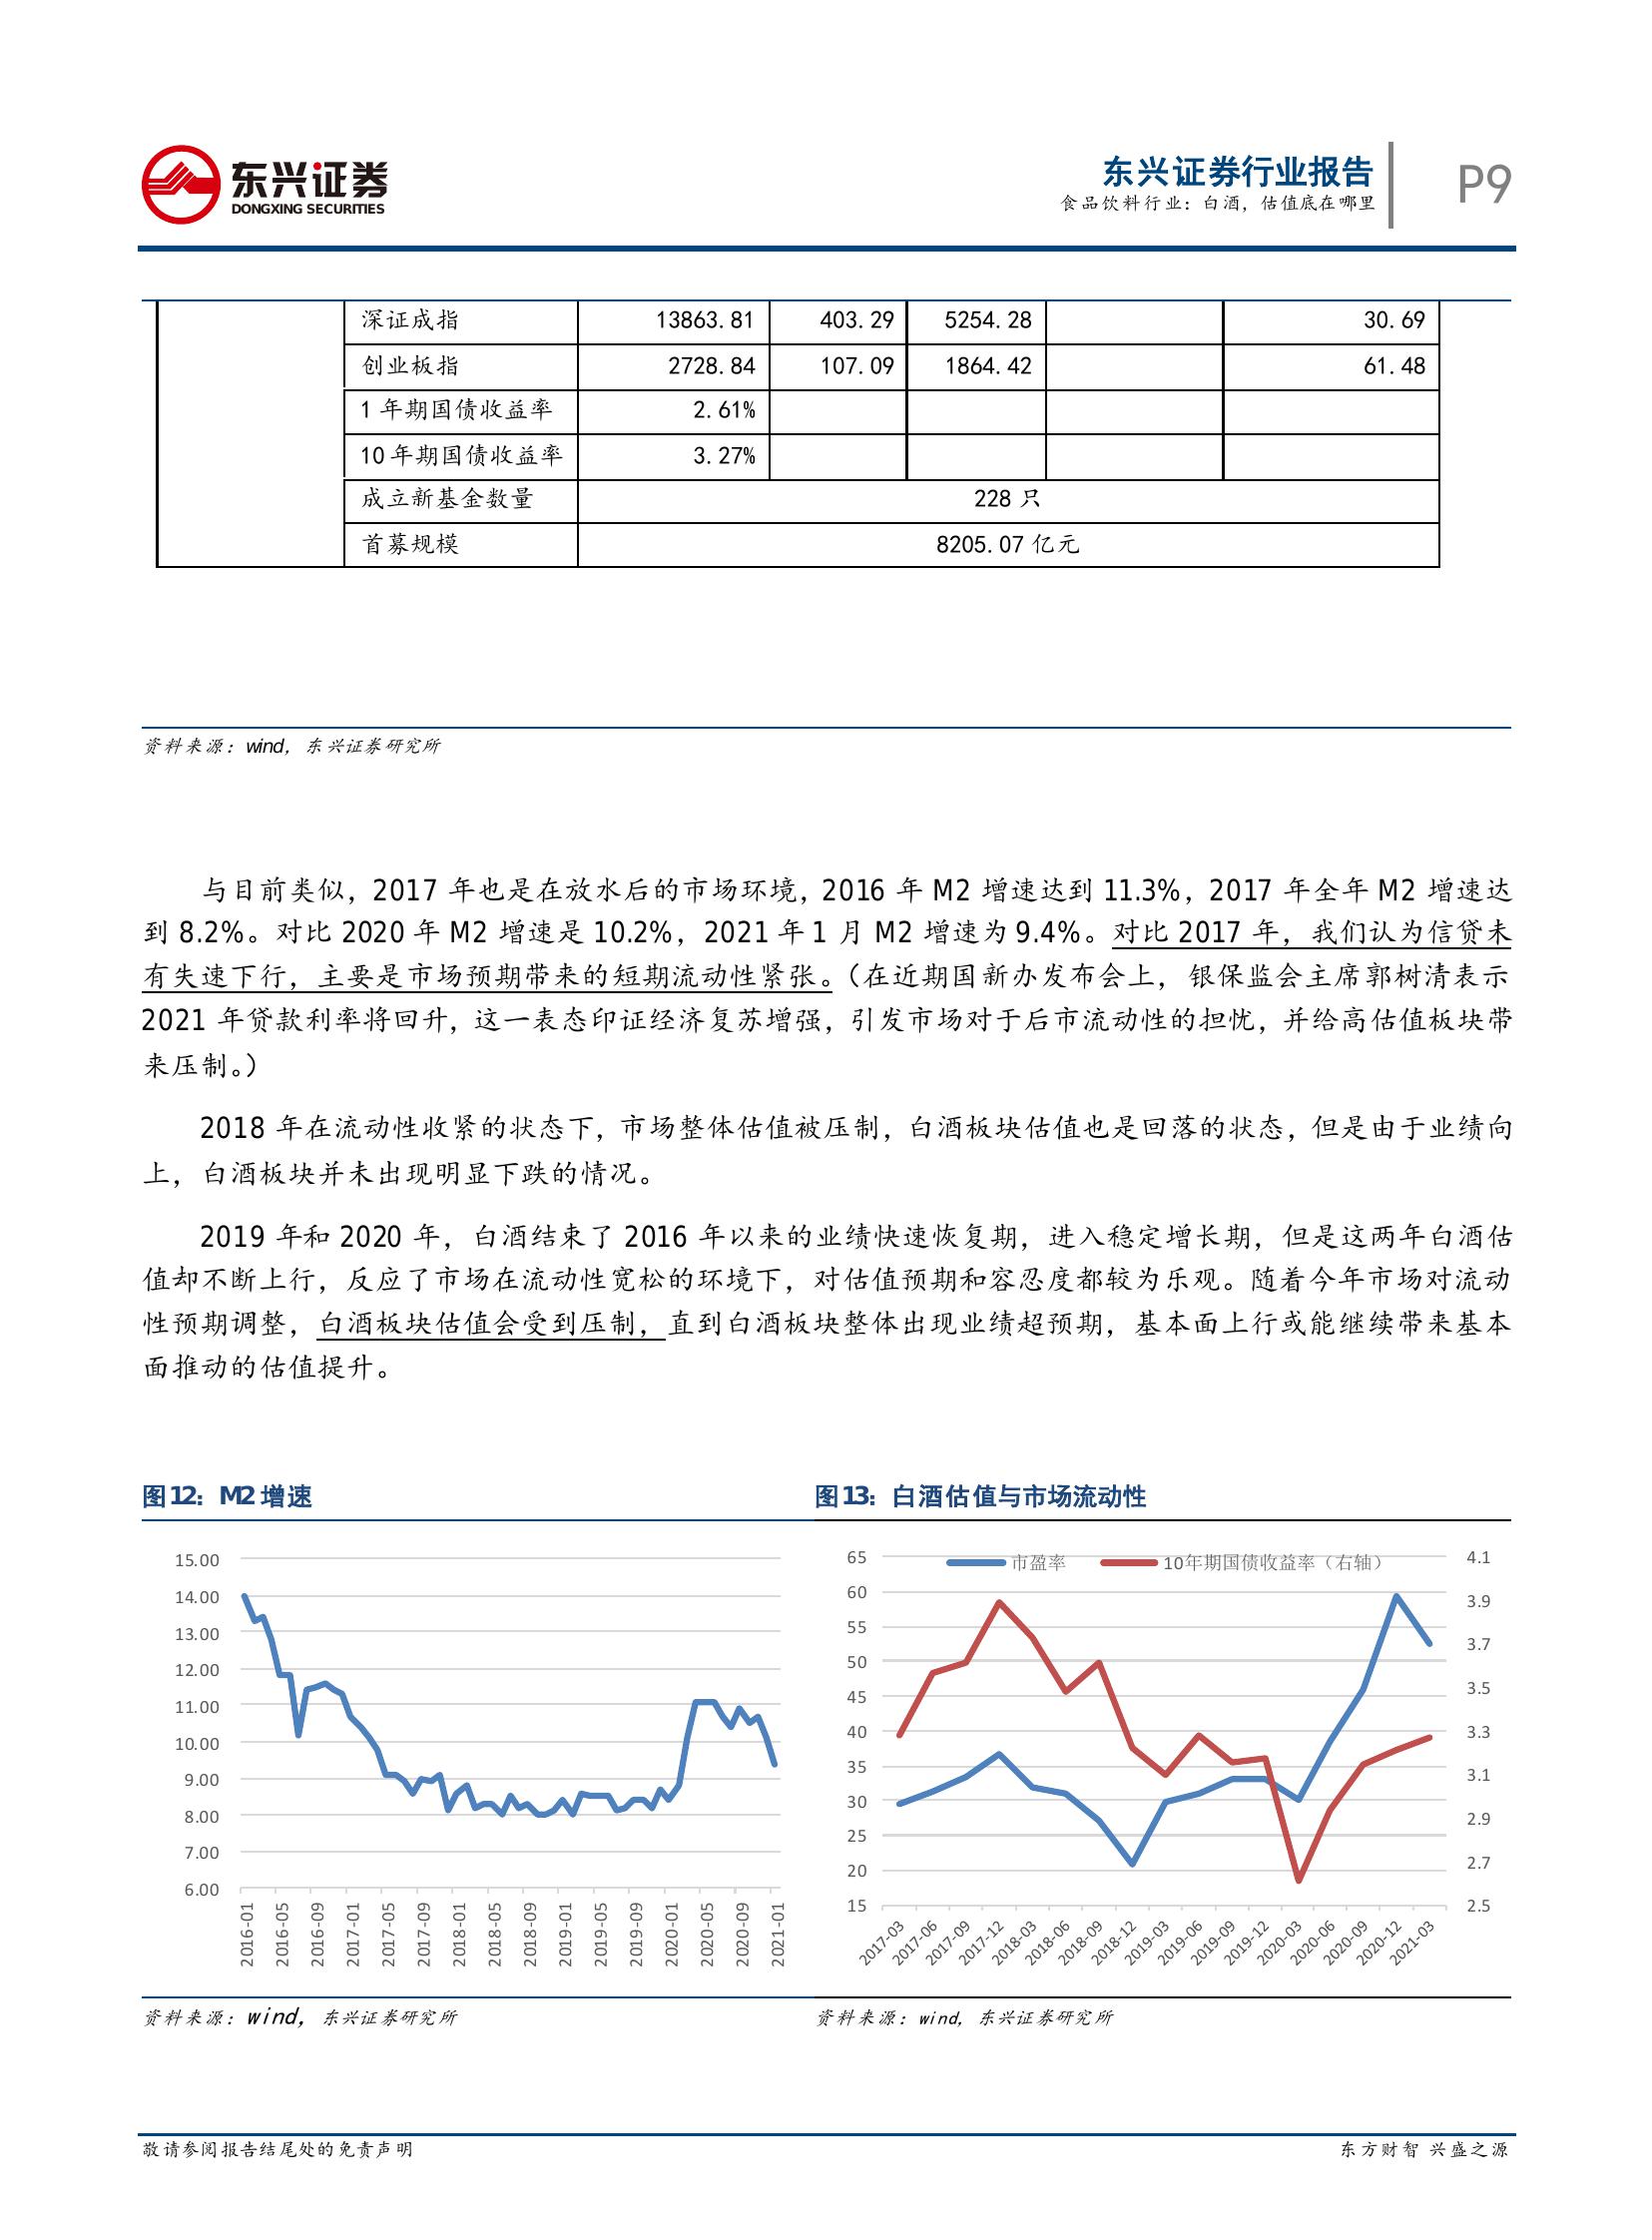 东兴证券
DONGXING SECURITIES
东兴证券行业报告
食品饮料行业：白酒，估值底在哪里
P9
深证成指 13863.81 403.29 5254.28 30.69
创业板指 2728.84 107.09 1864.42 61.48
1 年期国债收益率 2.61%
10 年期国债收益率 3.27%
成立新基金数量 228 只
首募规模 8205.07 亿元
资料来源：wind，东兴证券研究所
与目前类似，2017 年也是在放水后的市场环境，2016 年 M2 增速达到 11.3%，2017 年全年 M2 增速达
到 8.2%。对比 2020 年 M2 增速是 10.2%，2021 年 1 月 M2 增速为 9.4%。对比 2017 年，我们认为信贷未
有失速下行，主要是市场预期带来的短期流动性紧张。（在近期国新办发布会上，银保监会主席郭树清表示
2021 年贷款利率将回升，这一表态印证经济复苏增强，引发市场对于后市流动性的担忧，并给高估值板块带
来压制。）
2018 年在流动性收紧的状态下，市场整体估值被压制，白酒板块估值也是回落的状态，但是由于业绩向
上，白酒板块并未出现明显下跌的情况。
2019 年和 2020 年，白酒结束了 2016 年以来的业绩快速恢复期，进入稳定增长期，但是这两年白酒估
值却不断上行，反应了市场在流动性宽松的环境下，对估值预期和容忍度都较为乐观。随着今年市场对流动
性预期调整，白酒板块估值会受到压制，直到白酒板块整体出现业绩超预期，基本面上行或能继续带来基本
面推动的估值提升。
图12：M2 增速
15.00
14.00
13.00
12.00
11.00
10.00
9.00
8.00
7.00
6.00
2016-01
2016-05
2016-09
2017-01
2017-05
2017-09
2018-01
2018-05
2018-09
2019-01
2019-05
2019-09
2020-01
2020-05
2020-09
2021-01
资料来源：wind，东兴证券研究所
图13：白酒估值与市场流动性
市盈率
10年期国债收益率（右轴）
65
60
55
50
45
40
35
30
25
20
15
4.1
3.9
3.7
3.5
3.3
3.1
2.9
2.7
2.5
2017-03
2017-06
2017-09
2017-12
2018-03
2018-06
2018-09
2018-12
2019-03
2019-06
2019-09
2019-12
2020-03
2020-06
2020-09
2020-12
2021-03
资料来源：wind，东兴证券研究所
敬请参阅报告结尾处的免责声明
东方财智 兴盛之源